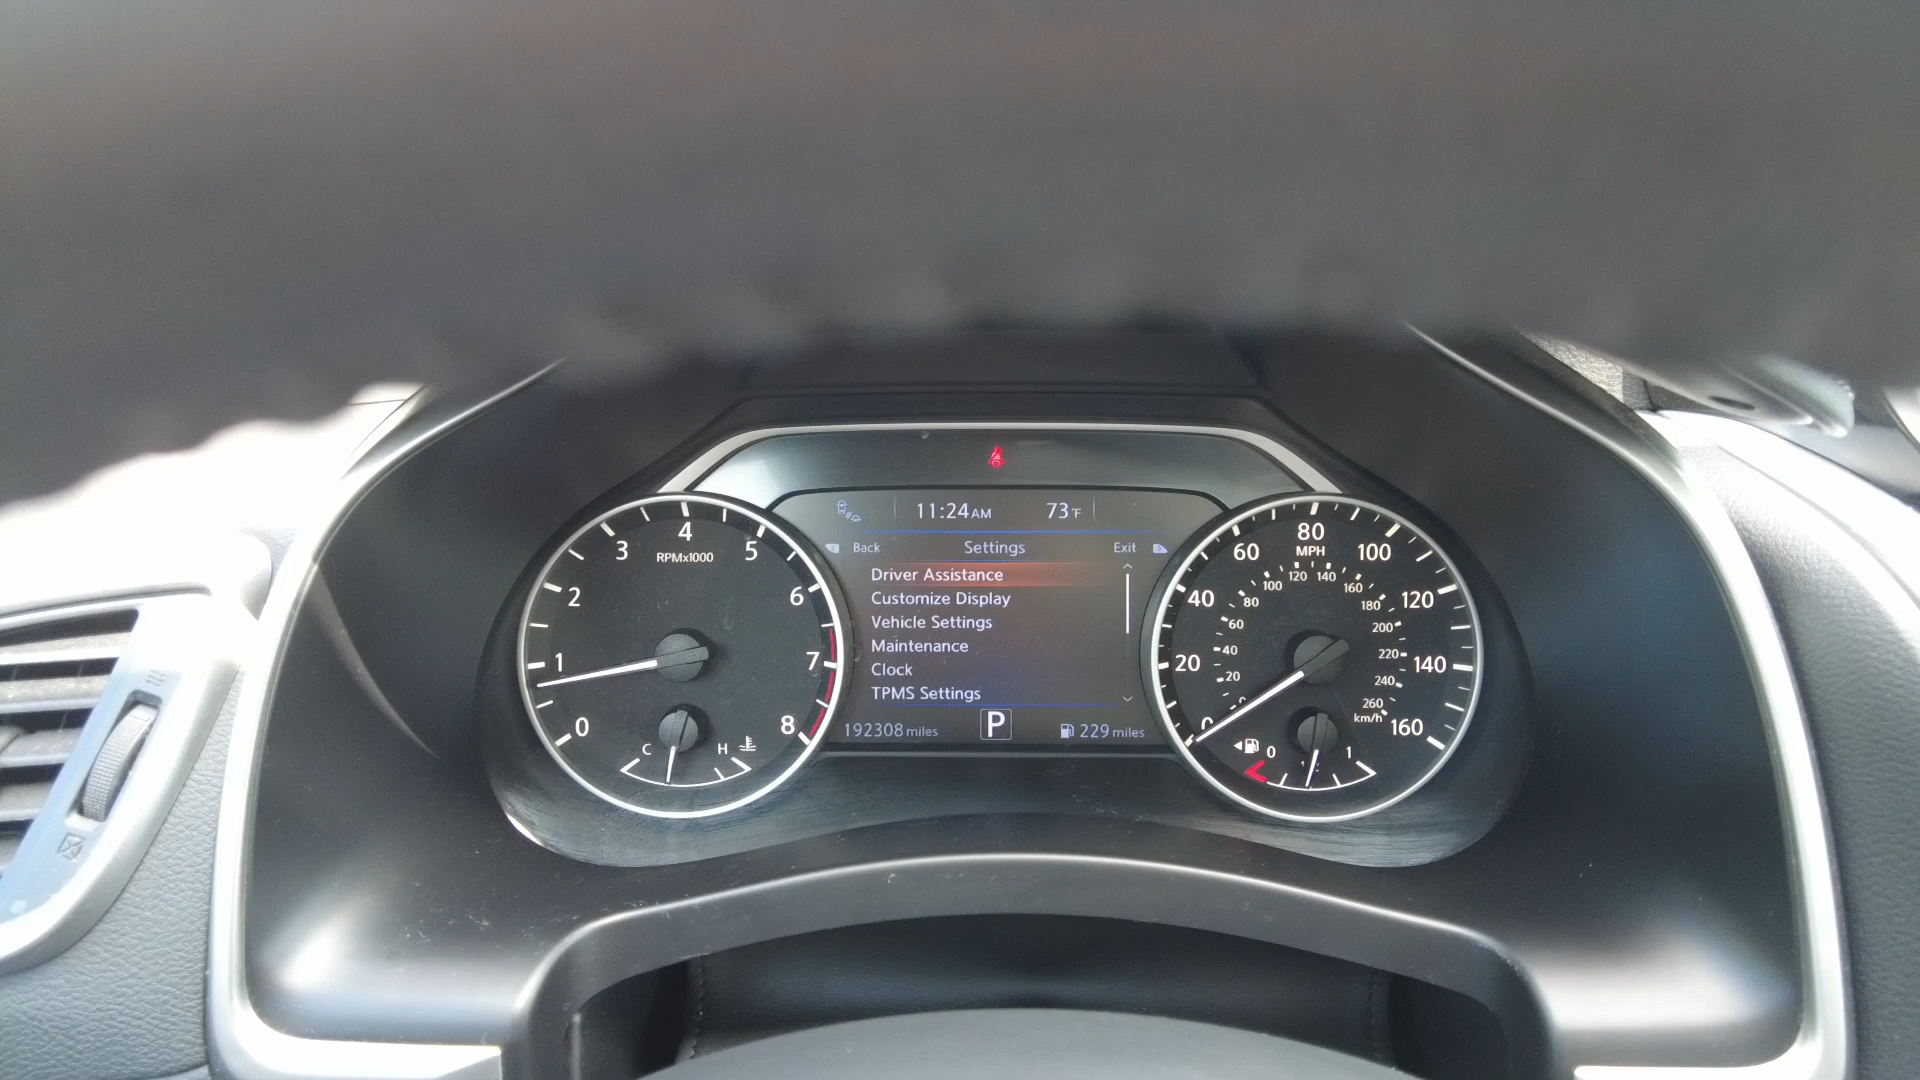 11:24AM 73°F
Back Settings Exit
Driver Assistance
Customize Display
Vehicle Settings
Maintenance
Clock
TPMS Settings
192308 miles P 229 miles
0 1 2 3 4 5 6 7 8
RPMx1000
C H
0 20 40 60 80 100 120 140 160
MPH
0 20 40 60 80 100 120 140 160 180 200 220 240 260
km/h
0 1